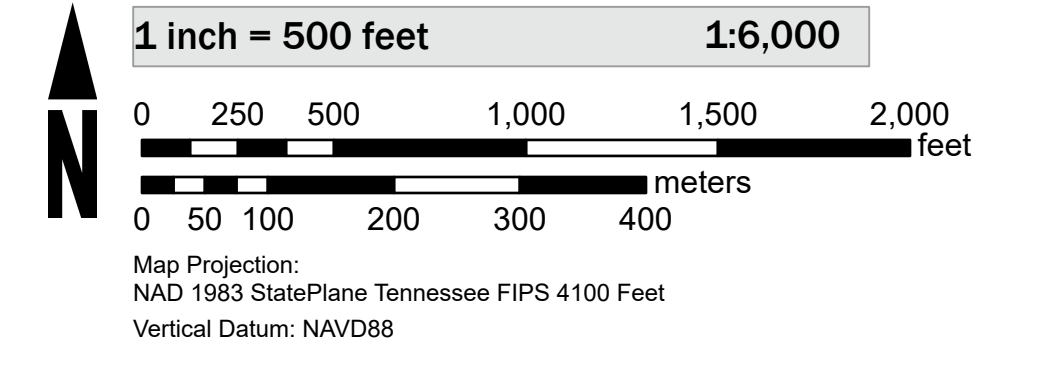 1 inch = 500 feet 1:6,000
0 250 500 1,000 1,500 2,000
feet
meters
0 50 100 200 300 400
N
Map Projection:
NAD 1983 StatePlane Tennessee FIPS 4100 Feet
Vertical Datum: NAVD88